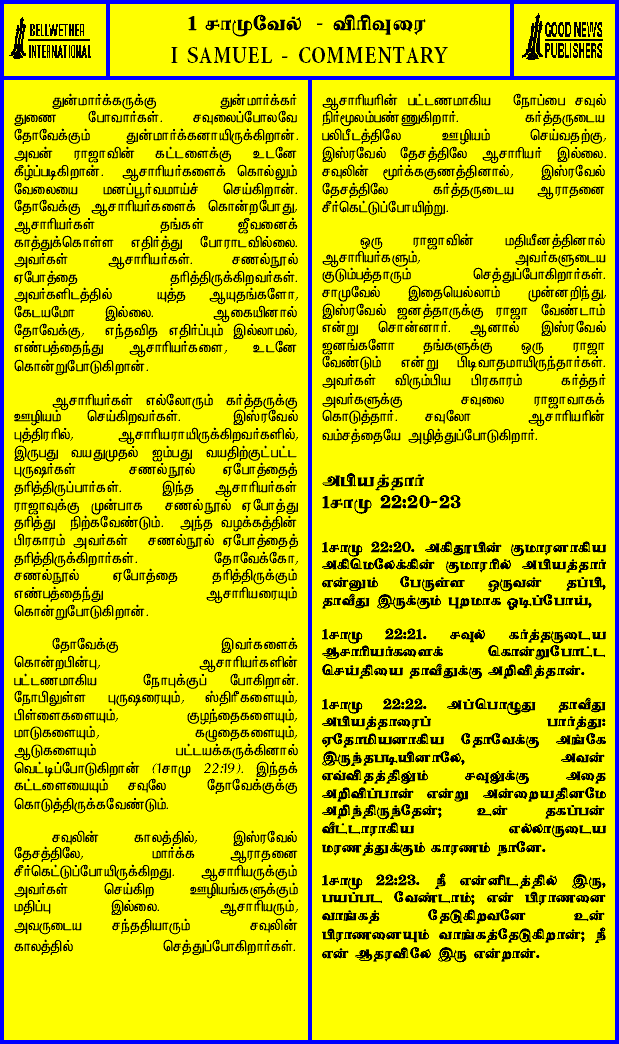 BELLWETHER
INTERNATIONAL
1 சாமுவேல் - விரிவுரை
I SAMUEL - COMMENTARY
GOOD NEWS
PUBLISHERS
துன்மார்க்கருக்கு துன்மார்க்கர்
துணை போவார்கள். சவுலைப்போலவே
தோவேக்கும் துன்மார்க்கனாயிருக்கிறான்.
அவன் ராஜாவின் கட்டளைக்கு உடனே
கீழ்ப்படிகிறான். ஆசாரியர்களைக் கொல்லும்
வேலையை மனப்பூர்வமாய்ச் செய்கிறான்.
தோவேக்கு ஆசாரியர்களைக் கொன்றபோது,
ஆசாரியர்கள் தங்கள் ஜீவனைக்
காத்துக்கொள்ள எதிர்த்து போராடவில்லை.
அவர்கள் ஆசாரியர்கள். சணல்நூல்
ஏபோத்தை தரித்திருக்கிறவர்கள்.
அவர்களிடத்தில் யுத்த ஆயுதங்களோ,
கேடயமோ இல்லை. ஆகையினால்
தோவேக்கு, எந்தவித எதிர்ப்பும் இல்லாமல்,
எண்பத்தைந்து ஆசாரியர்களை, உடனே
கொன்றுபோடுகிறான்.
ஆசாரியர்கள் எல்லோரும் கர்த்தருக்கு
ஊழியம் செய்கிறவர்கள். இஸ்ரவேல்
புத்திரரில், ஆசாரியராயிருக்கிறவர்களில்,
இருபது வயதுமுதல் ஐம்பது வயதிற்குட்பட்ட
புருஷர்கள் சணல்நூல் ஏபோத்தைத்
தரித்திருப்பார்கள். இந்த ஆசாரியர்கள்
ராஜாவுக்கு முன்பாக சணல்நூல் ஏபோத்து
தரித்து நிற்கவேண்டும். அந்த வழக்கத்தின்
பிரகாரம் அவர்கள் சணல்நூல் ஏபோத்தைத்
தரித்திருக்கிறார்கள். தோவேக்கோ,
சணல்நூல் ஏபோத்தை தரித்திருக்கும்
எண்பத்தைந்து ஆசாரியரையும்
கொன்றுபோடுகிறான்.
தோவேக்கு இவர்களைக்
கொன்றபின்பு, ஆசாரியர்களின்
பட்டணமாகிய நோபுக்குப் போகிறான்.
நோபிலுள்ள புருஷரையும், ஸ்திரீகளையும்,
பிள்ளைகளையும், குழந்தைகளையும்,
மாடுகளையும், கழுதைகளையும்,
ஆடுகளையும் பட்டயக்கருக்கினால்
வெட்டிப்போடுகிறான் (1சாமு 22:19). இந்தக்
கட்டளையையும் சவுலே தோவேக்குக்கு
கொடுத்திருக்கவேண்டும்.
சவுலின் காலத்தில், இஸ்ரவேல்
தேசத்திலே, மார்க்க ஆராதனை
சீர்கெட்டுப்போயிருக்கிறது. ஆசாரியருக்கும்
அவர்கள் செய்கிற ஊழியங்களுக்கும்
மதிப்பு இல்லை. ஆசாரியரும்,
அவருடைய சந்ததியாரும் சவுலின்
காலத்தில் செத்துப்போகிறார்கள்.
ஆசாரியரின் பட்டணமாகிய நோப்பை சவுல்
நிர்மூலம்பண்ணுகிறார். கர்த்தருடைய
பலிபீடத்திலே ஊழியம் செய்வதற்கு,
இஸ்ரவேல் தேசத்திலே ஆசாரியர் இல்லை.
சவுலின் மூர்க்ககுணத்தினால், இஸ்ரவேல்
தேசத்திலே கர்த்தருடைய ஆராதனை
சீர்கெட்டுப்போயிற்று.
ஒரு ராஜாவின் மதியீனத்தினால்
ஆசாரியர்களும், அவர்களுடைய
குடும்பத்தாரும் செத்துப்போகிறார்கள்.
சாமுவேல் இதையெல்லாம் முன்னறிந்து,
இஸ்ரவேல் ஜனத்தாருக்கு ராஜா வேண்டாம்
என்று சொன்னார். ஆனால் இஸ்ரவேல்
ஜனங்களோ தங்களுக்கு ஒரு ராஜா
வேண்டும் என்று பிடிவாதமாயிருந்தார்கள்.
அவர்கள் விரும்பிய பிரகாரம் கர்த்தர்
அவர்களுக்கு சவுலை ராஜாவாகக்
கொடுத்தார். சவுலோ ஆசாரியரின்
வம்சத்தையே அழித்துப்போடுகிறார்.
அபியத்தார்
1சாமு 22:20-23
1சாமு 22:20. அகிதூபின் குமாரனாகிய
அகிமெலேக்கின் குமாரரில் அபியத்தார்
என்னும் பேருள்ள ஒருவன் தப்பி,
தாவீது இருக்கும் புறமாக ஓடிப்போய்,
1சாமு 22:21. சவுல் கர்த்தருடைய
ஆசாரியர்களைக் கொன்றுபோட்ட
செய்தியை தாவீதுக்கு அறிவித்தான்.
1சாமு 22:22. அப்பொழுது தாவீது
அபியத்தாரைப் பார்த்து:
ஏதோமியனாகிய தோவேக்கு அங்கே
இருந்தபடியினாலே, அவன்
எவ்விதத்திலும் சவுலுக்கு அதை
அறிவிப்பான் என்று அன்றையதினமே
அறிந்திருந்தேன்; உன் தகப்பன்
வீட்டாராகிய எல்லாருடைய
மரணத்துக்கும் காரணம் நானே.
1சாமு 22:23. நீ என்னிடத்தில் இரு,
பயப்பட வேண்டாம்; என் பிராணனை
வாங்கத் தேடுகிறவனே உன்
பிராணனையும் வாங்கத்தேடுகிறான்; நீ
என் ஆதரவிலே இரு என்றான்.